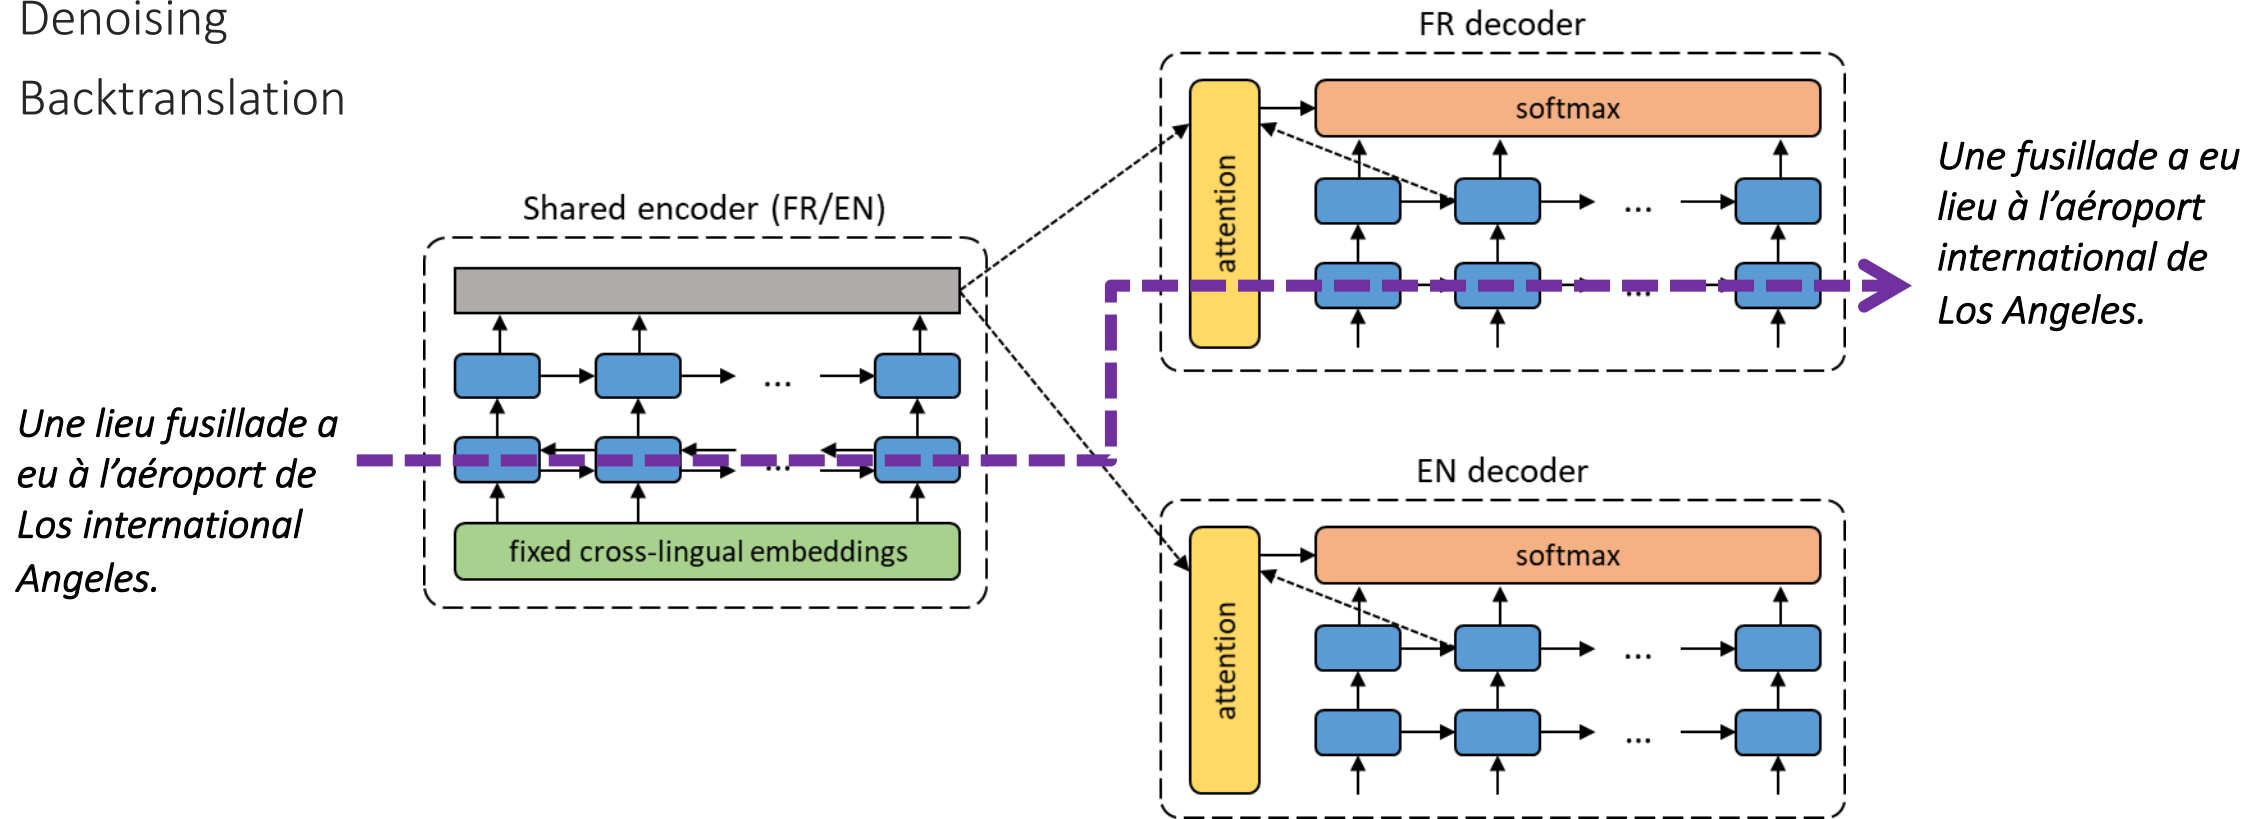 Denoising
Backtranslation
Une lieu fusillade a
eu à l’aéroport de
Los international
Angeles.
Shared encoder (FR/EN)
...
...
fixed cross-lingual embeddings
FR decoder
attention
softmax
...
...
EN decoder
attention
softmax
...
...
Une fusillade a eu
lieu à l’aéroport
international de
Los Angeles.